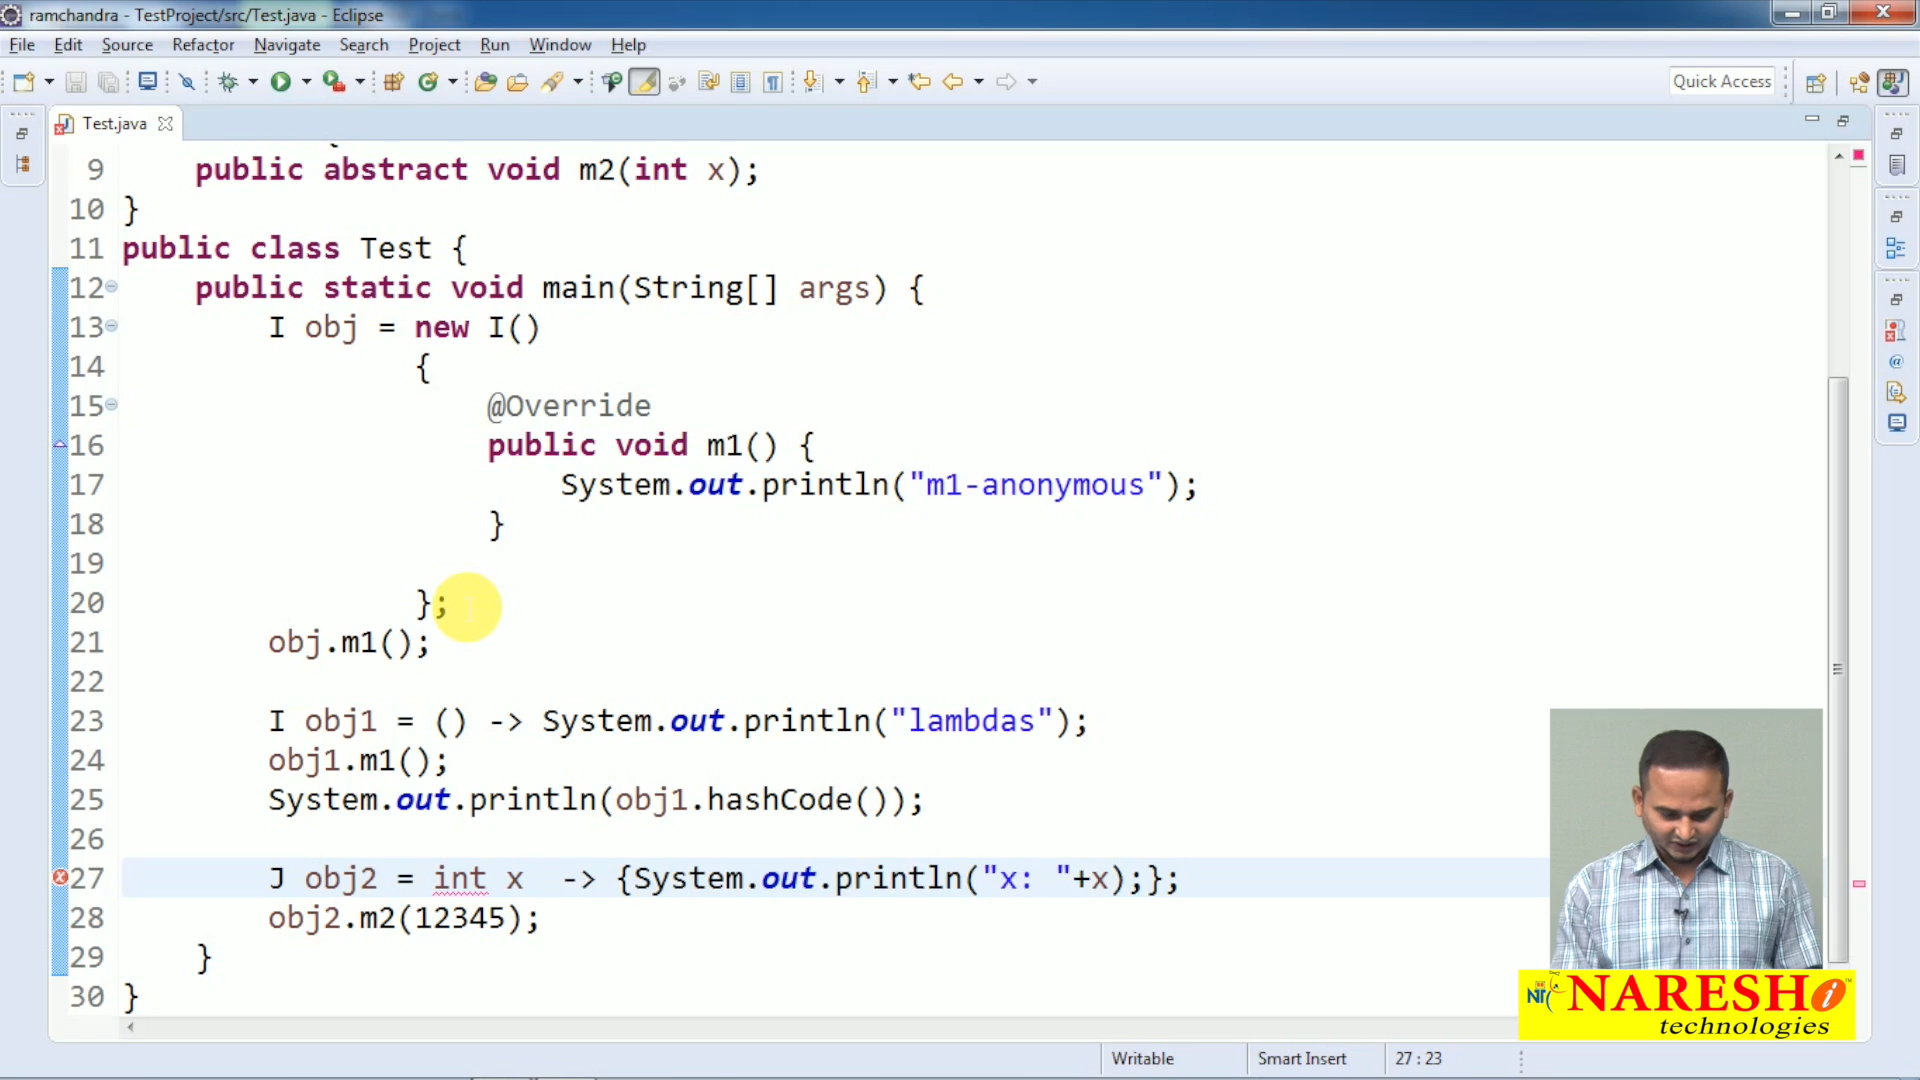 ramchandra - TestProject/src/Test.java - Eclipse
File Edit Source Refactor Navigate Search Project Run Window Help
Quick Access
Test.java
9 public abstract void m2(int x);
10 }
11 public class Test {
12 public static void main(String[] args) {
13 I obj = new I()
14 {
15 @Override
16 public void m1() {
17 System.out.println("m1-anonymous");
18 }
19
20 };
21 obj.m1();
22
23 I obj1 = () -> System.out.println("lambdas");
24 obj1.m1();
25 System.out.println(obj1.hashCode());
26
27 J obj2 = int x  -> {System.out.println("x: "+x);};
28 obj2.m2(12345);
29 }
30 }
NARESH i
technologies
Writable Smart Insert 27 : 23